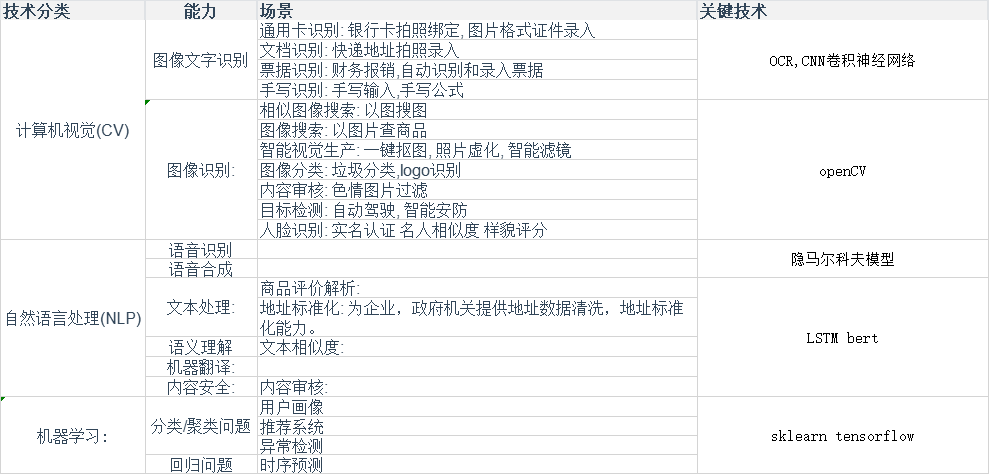 技术分类 能力 场景 关键技术
通用卡识别: 银行卡拍照绑定, 图片格式证件录入
文档识别: 快递地址拍照录入
图像文字识别 OCR,CNN卷积神经网络
票据识别: 财务报销,自动识别和录入票据
手写识别: 手写输入,手写公式
相似图像搜索: 以图搜图
计算机视觉(CV) 图像搜索: 以图片查商品
智能视觉生产: 一键抠图, 照片虚化, 智能滤镜
图像识别: 图像分类: 垃圾分类,logo识别 openCV
内容审核: 色情图片过滤
目标检测: 自动驾驶, 智能安防
人脸识别: 实名认证 名人相似度 样貌评分
语音识别
隐马尔科夫模型
语音合成
商品评价解析:
文本处理: 地址标准化: 为企业，政府机关提供地址数据清洗，地址标准
自然语言处理(NLP) 化能力。
LSTM bert
语义理解 文本相似度:
机器翻译:
内容安全: 内容审核:
用户画像
分类/聚类问题 推荐系统
机器学习: sklearn tensorflow
异常检测
回归问题 时序预测